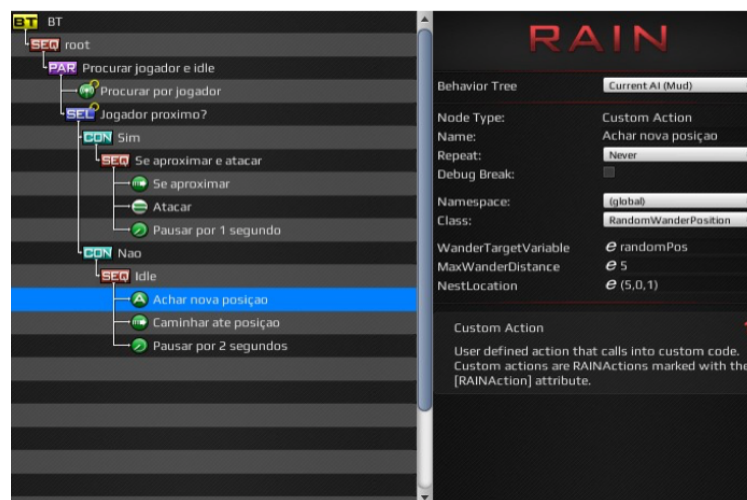 BT BT
SEQ root
PAR Procurar jogador e idle
Procurar por jogador
SEL Jogador proximo?
CON Sim
SEQ Se aproximar e atacar
Se aproximar
Atacar
Pausar por 1 segundo
CON Nao
SEQ Idle
A Achar nova posiçao
Caminhar ate posiçao
Pausar por 2 segundos
RAIN
Behavior Tree Current AI (Mud)
Node Type: Custom Action
Name: Achar nova posiçao
Repeat: Never
Debug Break:
Namespace: (global)
Class: RandomWanderPosition
WanderTargetVariable e randomPos
MaxWanderDistance e 5
NestLocation e (5,0,1)
Custom Action
User defined action that calls into custom code.
Custom actions are RAINActions marked with the
[RAINAction] attribute.